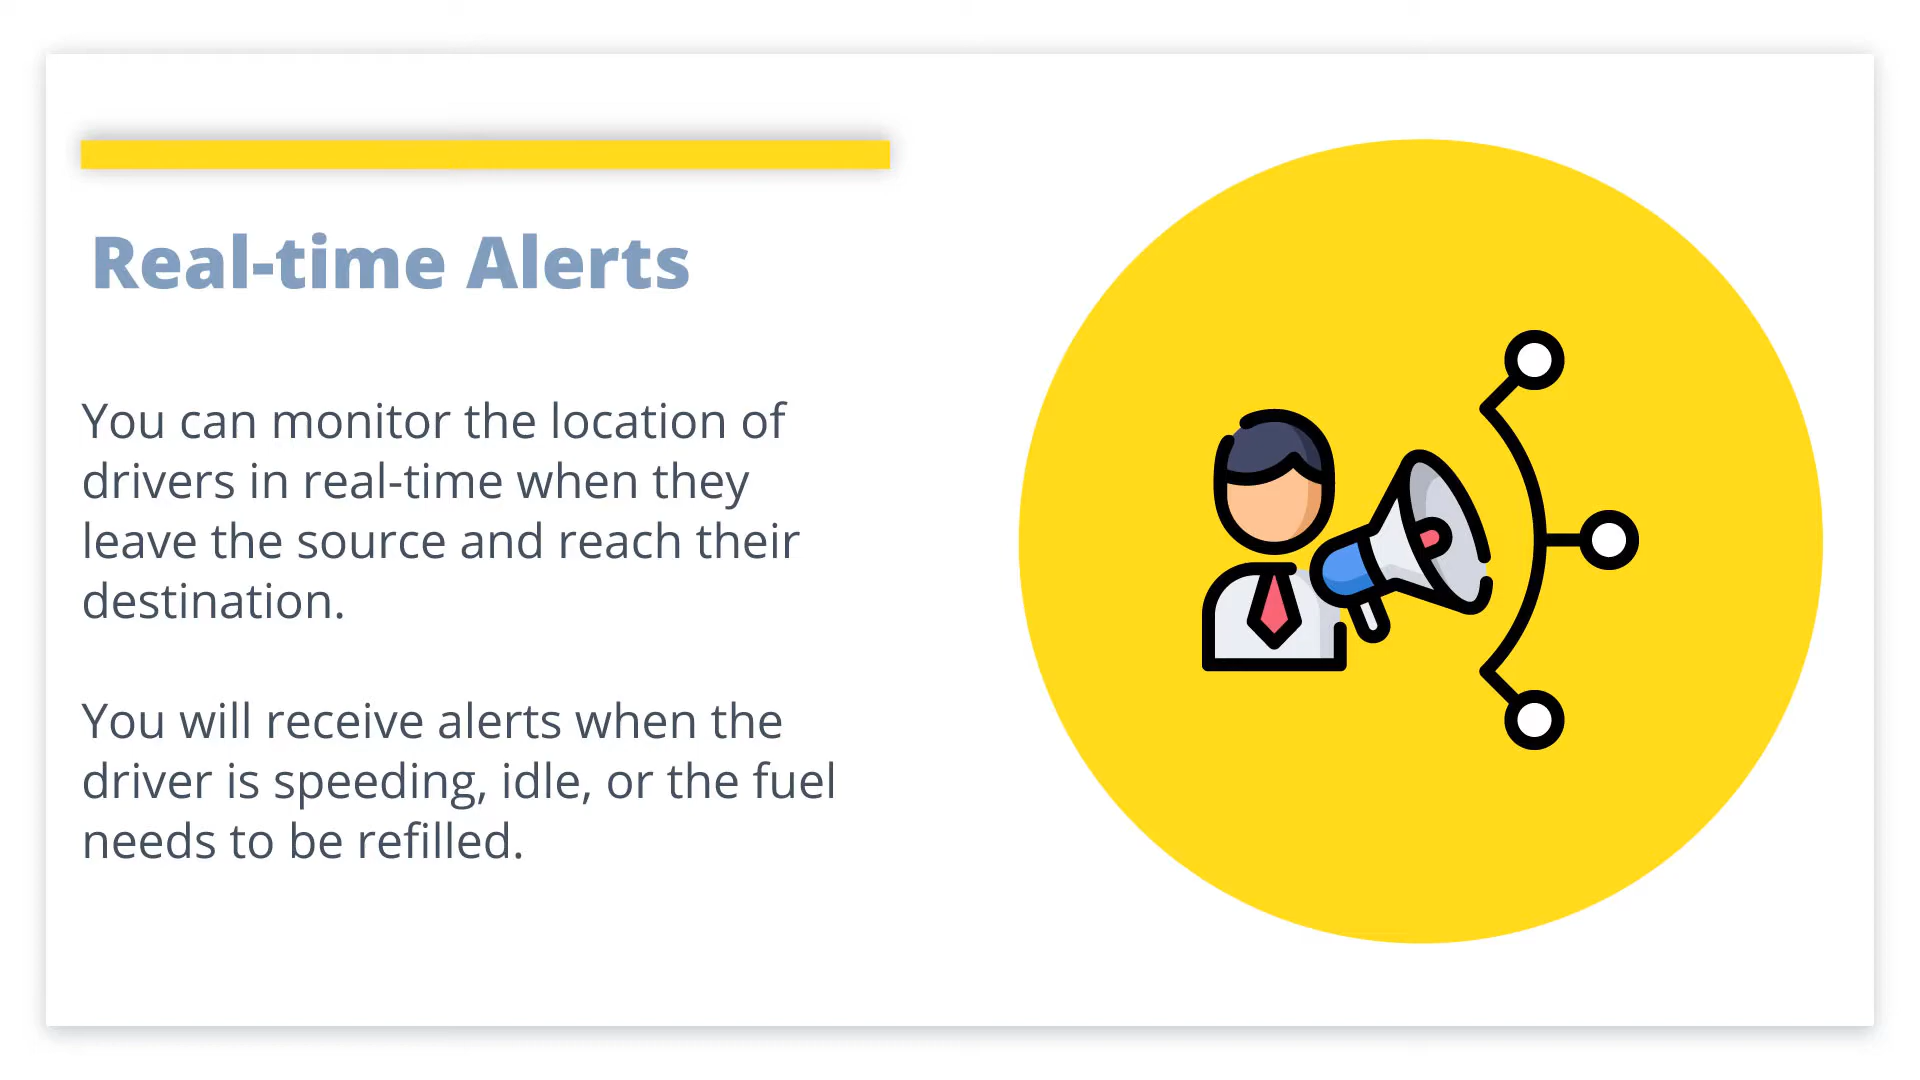 Real-time Alerts
You can monitor the location of
drivers in real-time when they
leave the source and reach their
destination.
You will receive alerts when the
driver is speeding, idle, or the fuel
needs to be refilled.